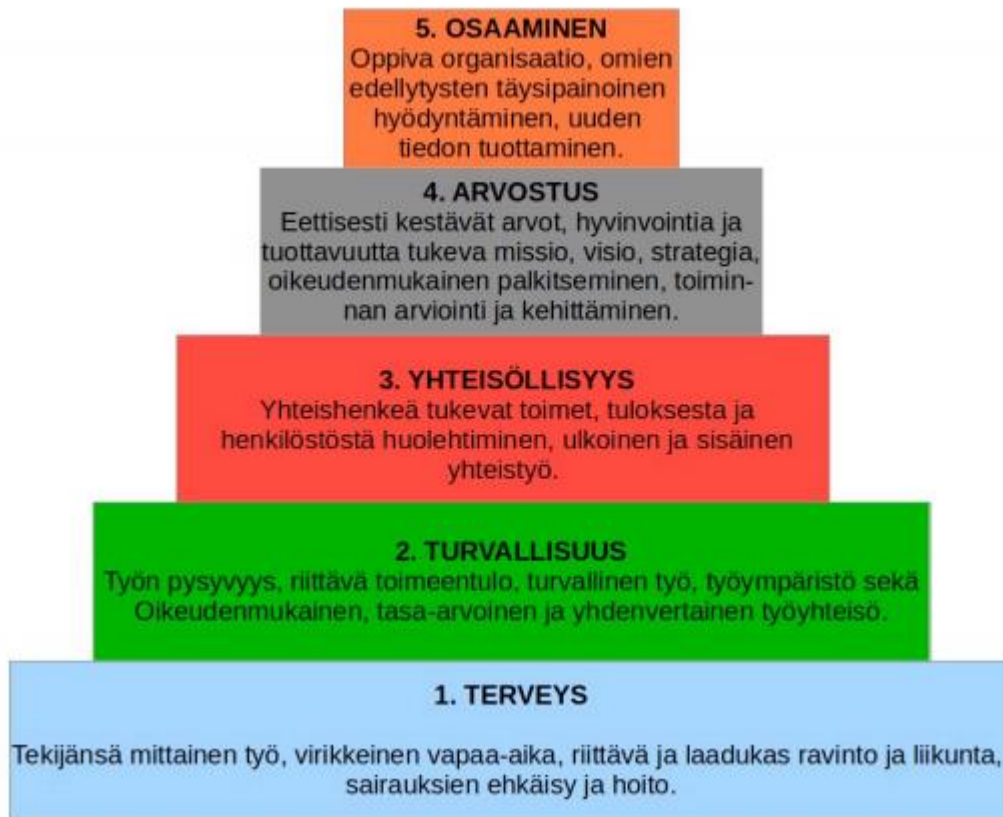 5. OSAAMINEN
Oppiva organisaatio, omien
edellytysten täysipainoinen
hyödyntäminen, uuden
tiedon tuottaminen.
4. ARVOSTUS
Eettisesti kestävät arvot, hyvinvointia ja
tuottavuutta tukeva missio, visio, strategia,
oikeudenmukainen palkitseminen, toimin-
nan arviointi ja kehittäminen.
3. YHTEISÖLLISYYS
Yhteishenkeä tukevat toimet, tuloksesta ja
henkilöstöstä huolehtiminen, ulkoinen ja sisäinen
yhteistyö.
2. TURVALLISUUS
Työn pysyvyys, riittävä toimeentulo, turvallinen työ, työympäristö sekä
Oikeudenmukainen, tasa-arvoinen ja yhdenvertainen työyhteisö.
1. TERVEYS
Tekijänsä mittainen työ, virikkeinen vapaa-aika, riittävä ja laadukas ravinto ja liikunta,
sairauksien ehkäisy ja hoito.